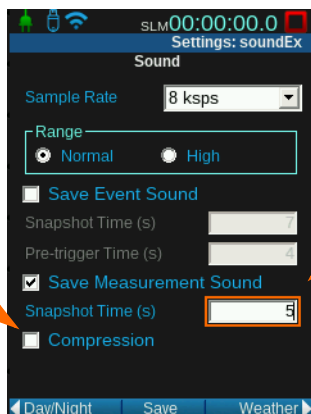 SLM00:00:00.0
Settings: soundEx
Sound
Sample Rate 8 ksps
Range
Normal High
Save Event Sound
Snapshot Time (s) 7
Pre-trigger Time (s) 4
Save Measurement Sound
Snapshot Time (s) 5
Compression
Day/Night Save Weather